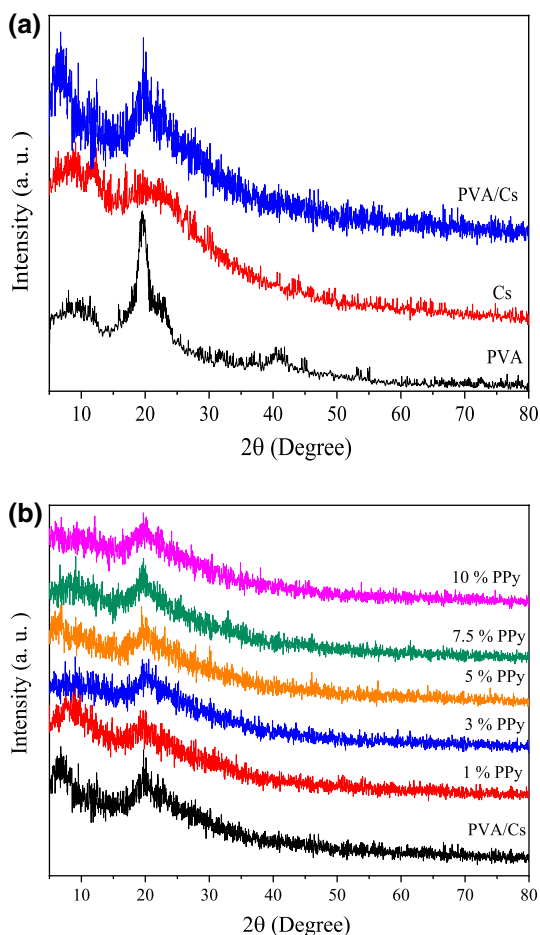 (a)
Intensity (a. u. )
PVA/Cs
Cs
PVA
10 20 30 40 50 60 70 80
2θ (Degree)
(b)
Intensity (a. u. )
10 % PPy
7.5 % PPy
5 % PPy
3 % PPy
1 % PPy
PVA/Cs
10 20 30 40 50 60 70 80
2θ (Degree)